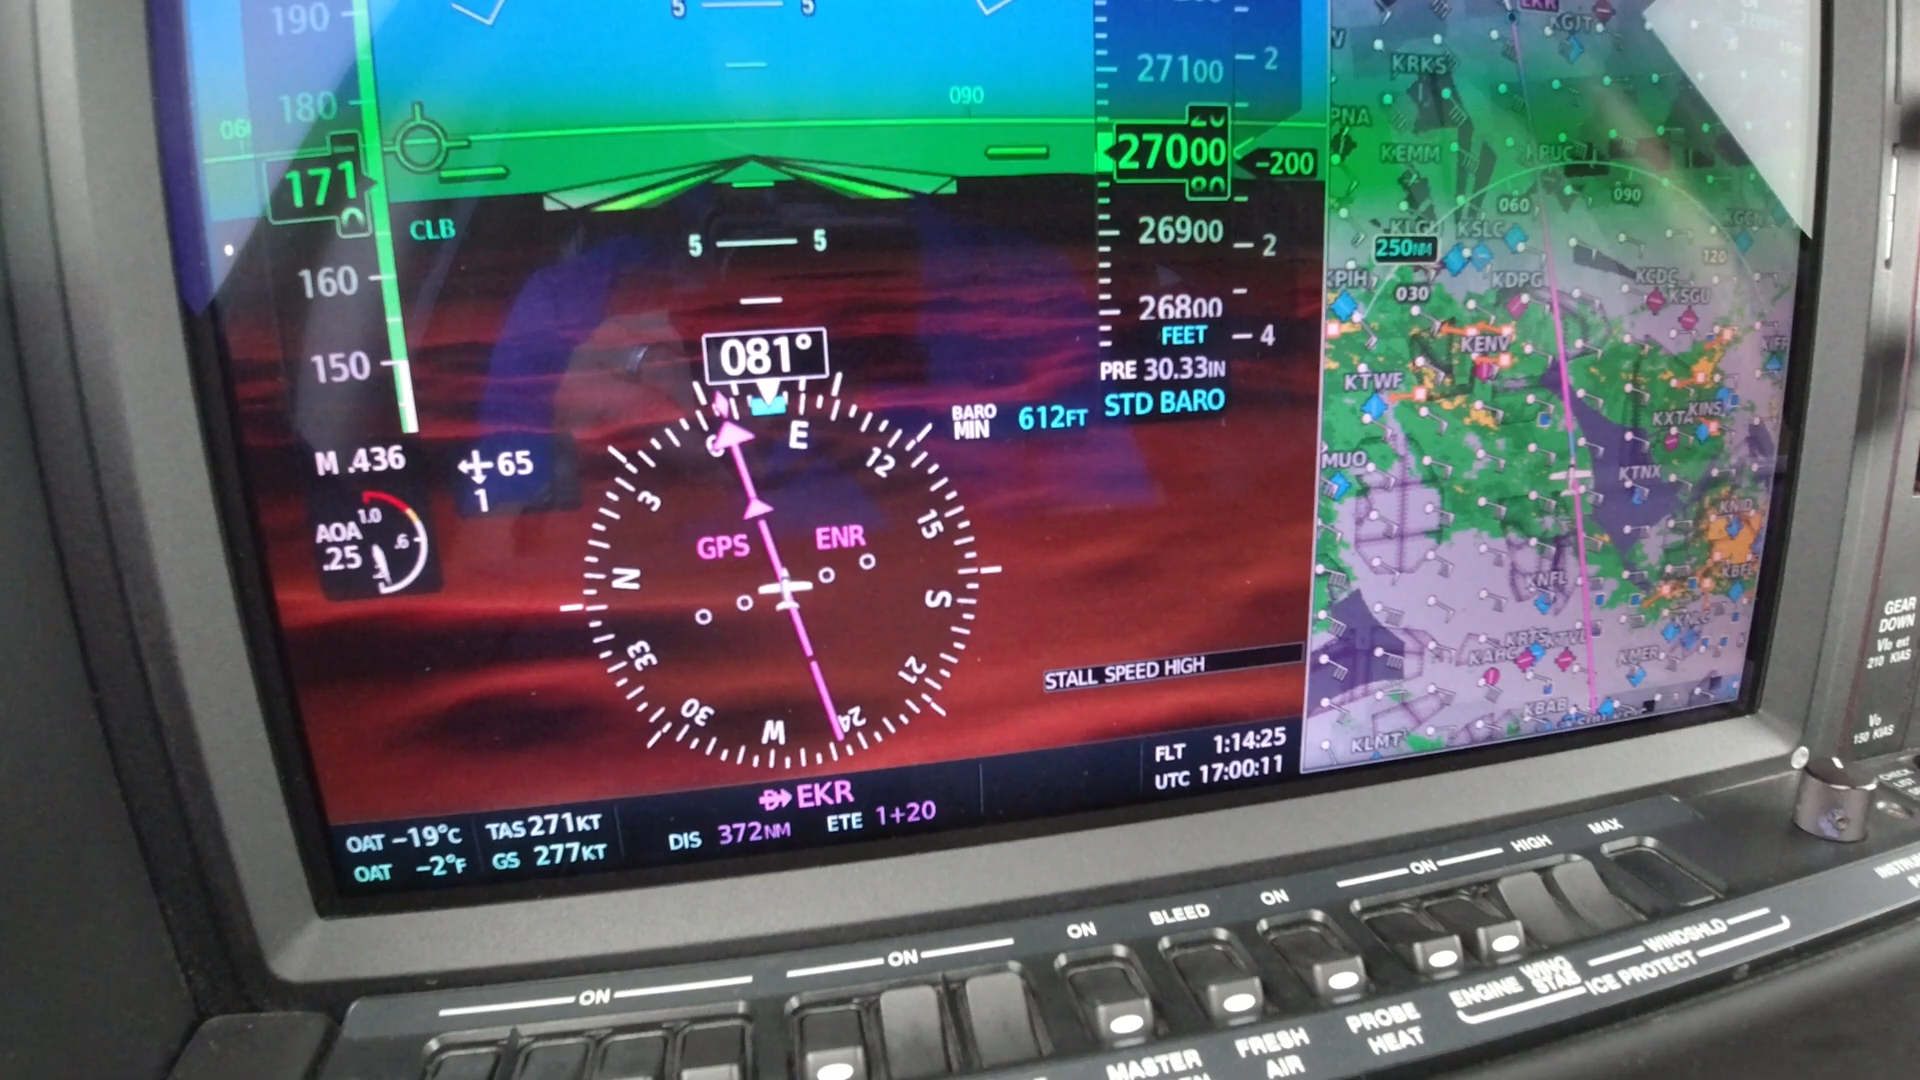 190
180
171
160
150
CLB
M .436
65
1
AOA
.25
1.0
.6
5 5
090
27100
27000
26900
26800
FEET
PRE 30.33IN
STD BARO
2
-200
2
4
5 5
081°
BARO
MIN
612FT
E
12
15
S
21
24
W
30
33
N
3
GPS
ENR
STALL SPEED HIGH
EKR
DIS 372NM
ETE 1+20
FLT 1:14:25
UTC 17:00:11
OAT -19°C
OAT -2°F
TAS 271KT
GS 277KT
KGJT
KRKS
PNA
KEMM
KPUC
060
090
KSLC
250NM
120
KPIH
030
KDPG
KCDC
KSGU
KENV
KTWF
KXTA
KINS
MUO
KTNX
KNFL
KBFL
KRTS
KTVL
KAHC
KMER
KBAB
KLMT
GEAR
DOWN
Vlo ext
210 KIAS
Vo
150 KIAS
CHECK
LIST
ON
ON
ON
BLEED
ON
ON
HIGH
MAX
MASTER
FRESH
AIR
PROBE
HEAT
ENGINE
WING
STAB
WINDSHLD
ICE PROTECT